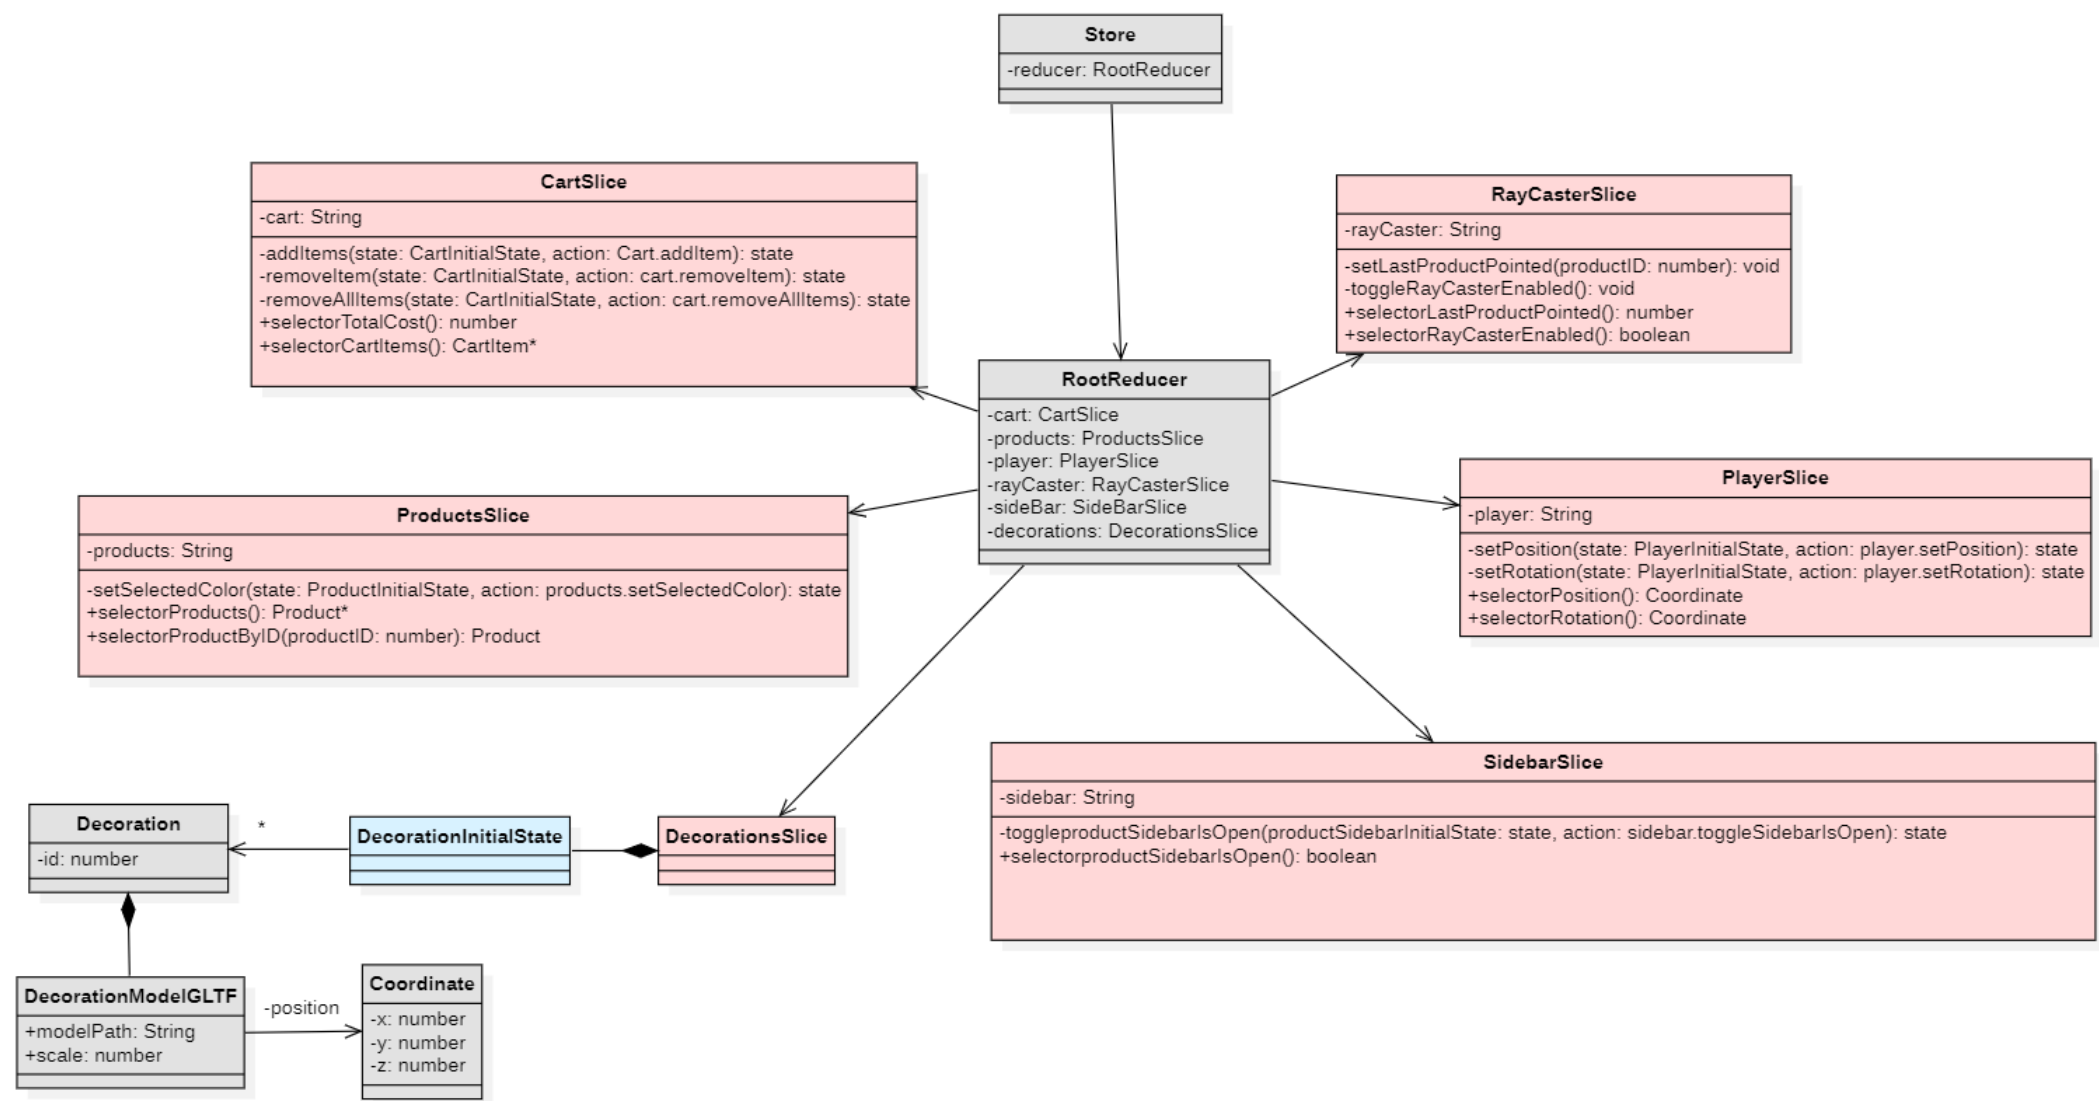 Store
-reducer: RootReducer
CartSlice
-cart: String
-addItems(state: CartInitialState, action: Cart.addItem): state
-removeItem(state: CartInitialState, action: cart.removeItem): state
-removeAllItems(state: CartInitialState, action: cart.removeAllItems): state
+selectorTotalCost(): number
+selectorCartItems(): CartItem*
RayCasterSlice
-rayCaster: String
-setLastProductPointed(productID: number): void
-toggleRayCasterEnabled(): void
+selectorLastProductPointed(): number
+selectorRayCasterEnabled(): boolean
RootReducer
-cart: CartSlice
-products: ProductsSlice
-player: PlayerSlice
-rayCaster: RayCasterSlice
-sideBar: SideBarSlice
-decorations: DecorationsSlice
ProductsSlice
-products: String
-setSelectedColor(state: ProductInitialState, action: products.setSelectedColor): state
+selectorProducts(): Product*
+selectorProductByID(productID: number): Product
PlayerSlice
-player: String
-setPosition(state: PlayerInitialState, action: player.setPosition): state
-setRotation(state: PlayerInitialState, action: player.setRotation): state
+selectorPosition(): Coordinate
+selectorRotation(): Coordinate
SidebarSlice
-sidebar: String
-toggleproductSidebarIsOpen(productSidebarInitialState: state, action: sidebar.toggleSidebarIsOpen): state
+selectorproductSidebarIsOpen(): boolean
Decoration
-id: number
*
DecorationInitialState
DecorationsSlice
DecorationModelGLTF
+modelPath: String
+scale: number
-position
Coordinate
-x: number
-y: number
-z: number